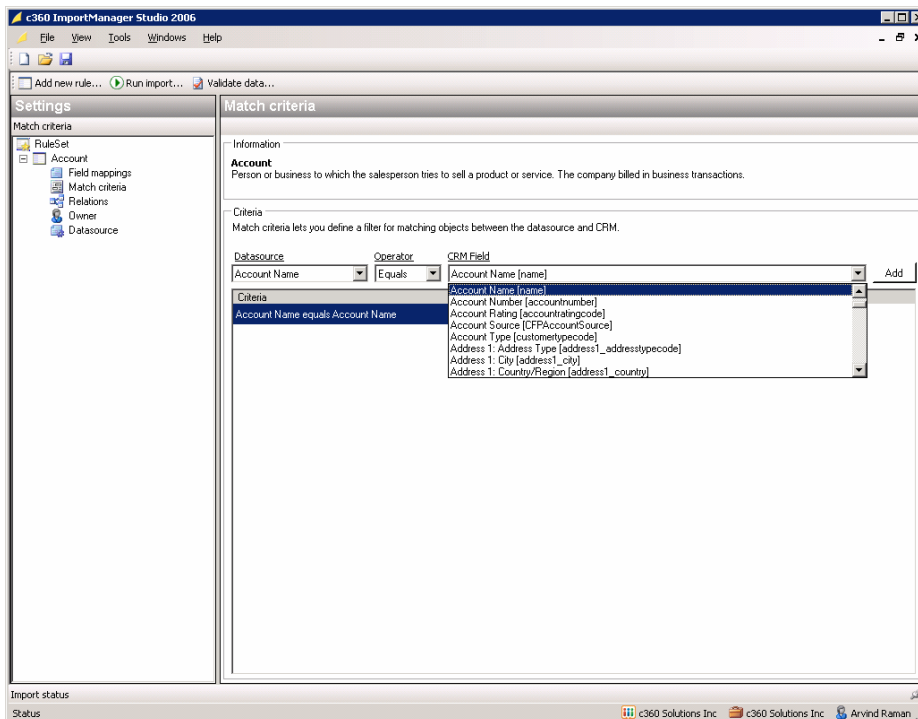 c360 ImportManager Studio 2006
File View Tools Windows Help
Add new rule... Run import... Validate data...
Settings
Match criteria
RuleSet
Account
Field mappings
Match criteria
Relations
Owner
Datasource
Match criteria
Information
Account
Person or business to which the salesperson tries to sell a product or service. The company billed in business transactions.
Criteria
Match criteria lets you define a filter for matching objects between the datasource and CRM.
Datasource Operator CRM Field
Account Name Equals Account Name [name] Add
Criteria
Account Name equals Account Name
Account Name [name]
Account Number [accountnumber]
Account Rating [accountratingcode]
Account Source [CFPAccountSource]
Account Type [customertypecode]
Address 1: Address Type [address1_addresstypecode]
Address 1: City [address1_city]
Address 1: Country/Region [address1_country]
Import status
Status c360 Solutions Inc c360 Solutions Inc Arvind Raman